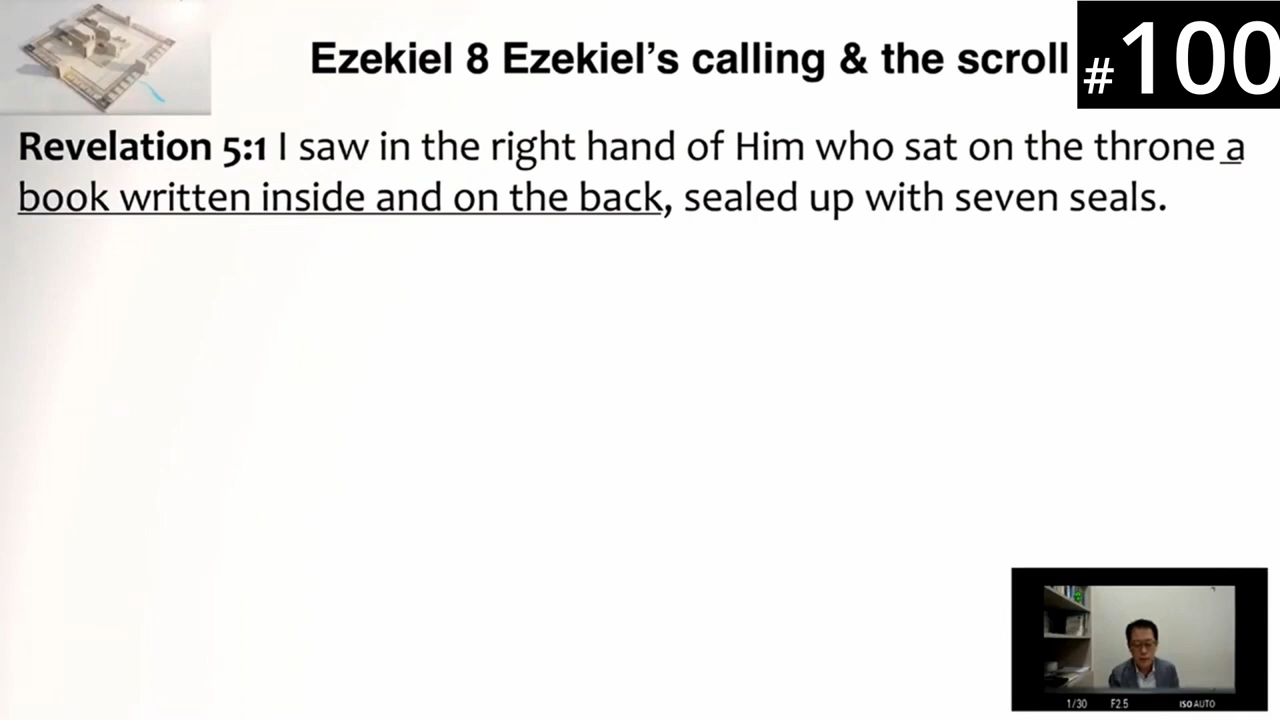 Ezekiel 8 Ezekiel’s calling & the scroll
#100
Revelation 5:1 I saw in the right hand of Him who sat on the throne a
book written inside and on the back, sealed up with seven seals.
1/30 F2.5 ISO AUTO